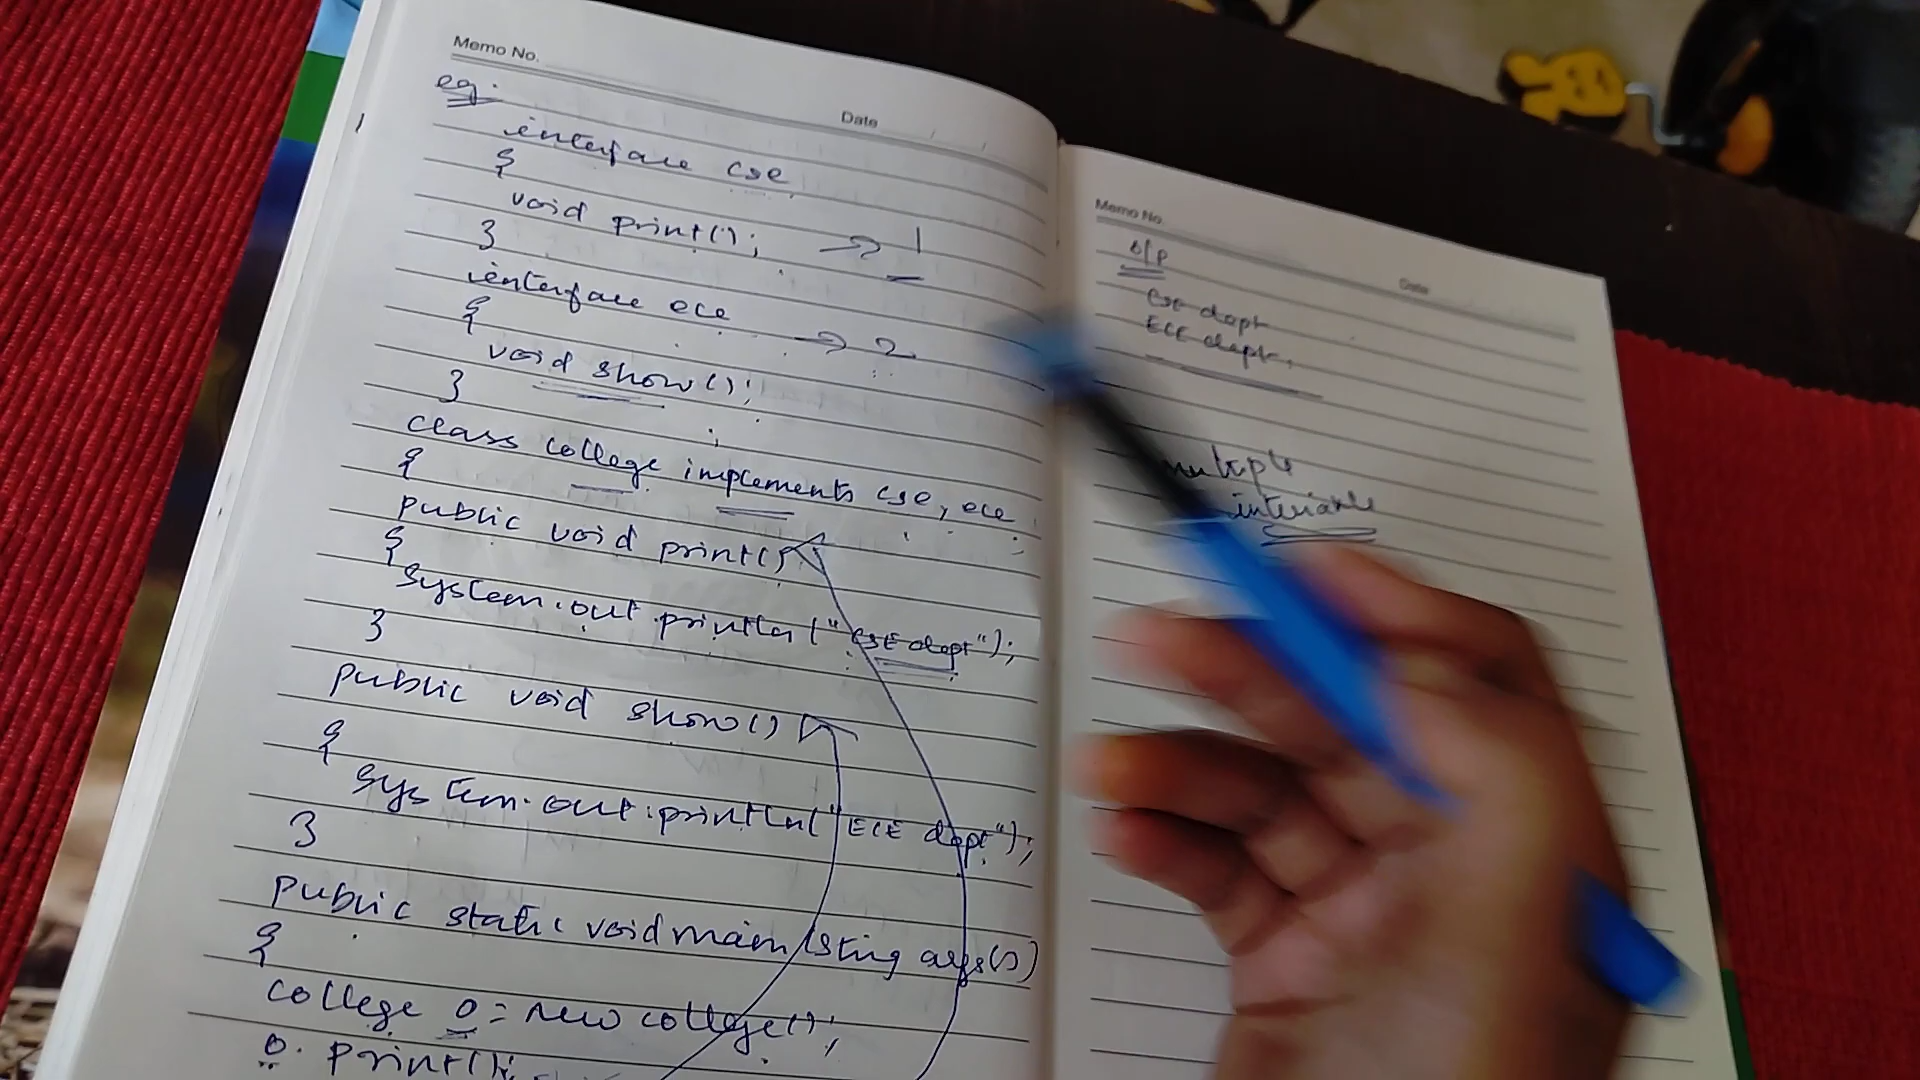 Memo No.
Date
eg.
interface cse
{
void print(); → 1
}
interface ece → 2
{
void show();
}
class college implements cse, ece
{
public void print()
{
System.out.println("CSE dept");
}
public void show()
{
System.out.println("ECE dept");
}
public static void main(String args[])
{
college o = new college();
o. print();
Memo No.
Date
o/p
CSE dept
ECE dept.
multiple